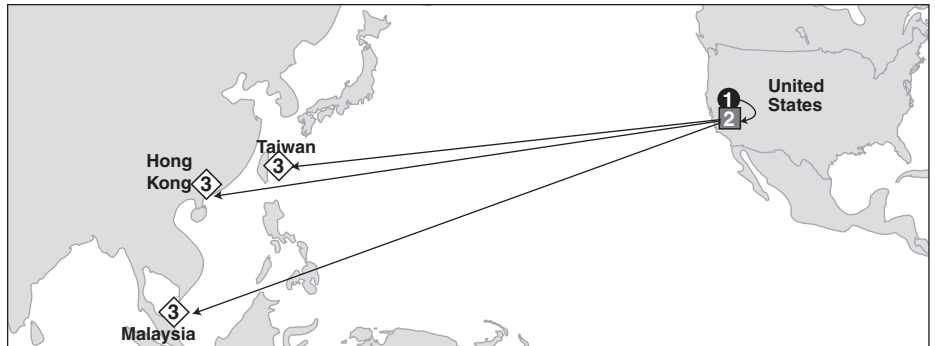 United
States
1
2
Taiwan
3
Hong
Kong
3
3
Malaysia